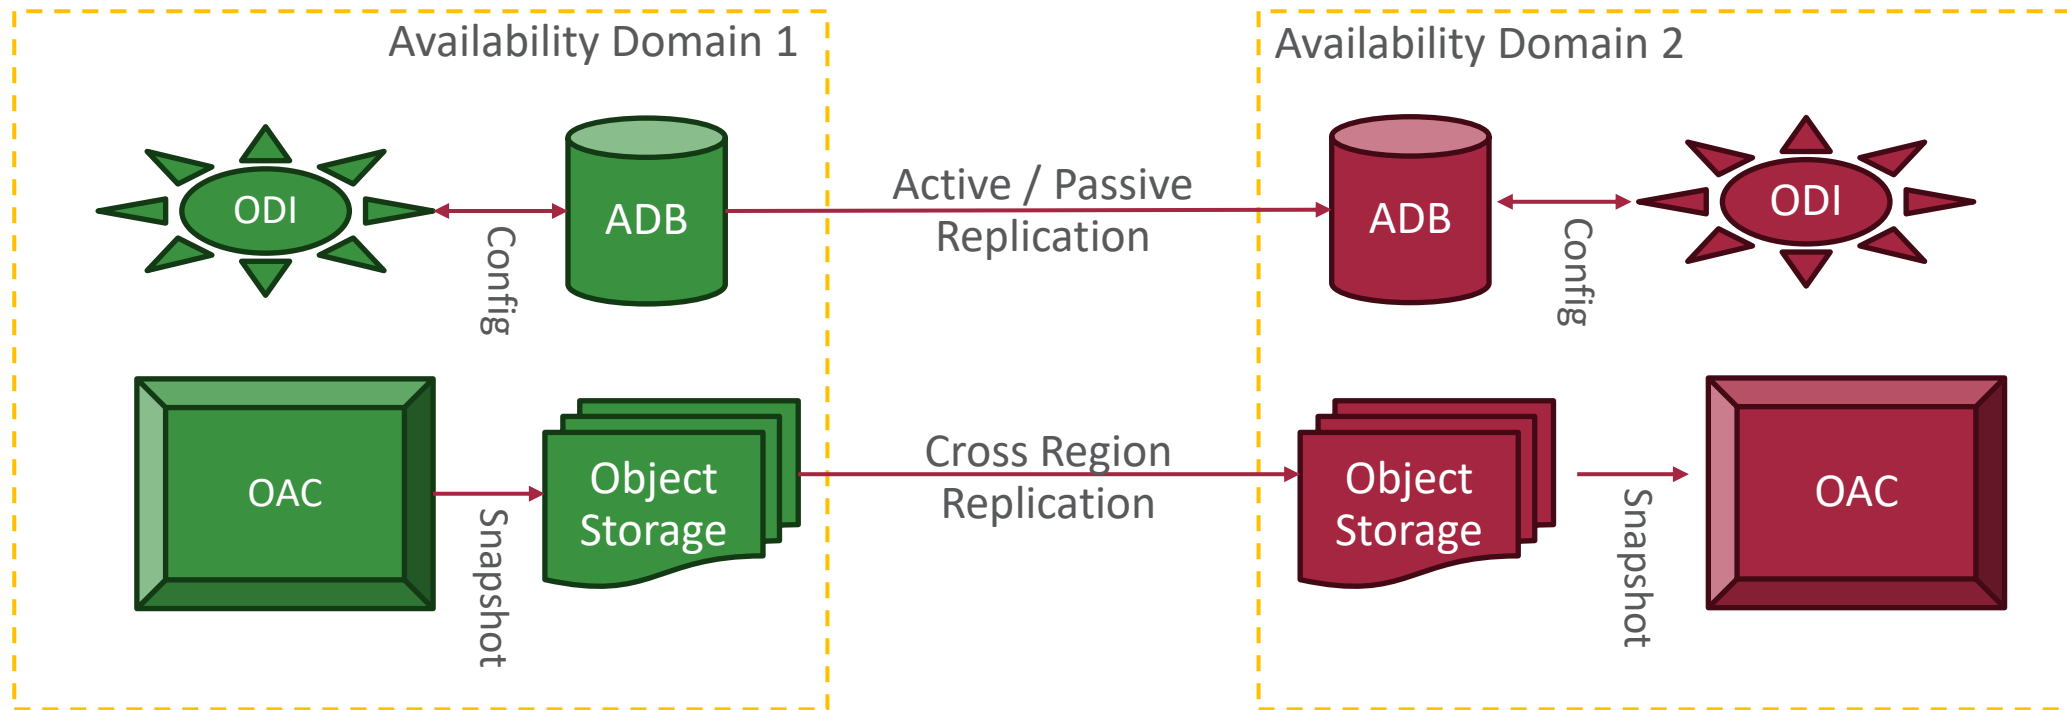 Availability Domain 1
Availability Domain 2
ODI
ADB
Config
Active / Passive
Replication
ADB
ODI
Config
OAC
Snapshot
Object
Storage
Cross Region
Replication
Object
Storage
Snapshot
OAC